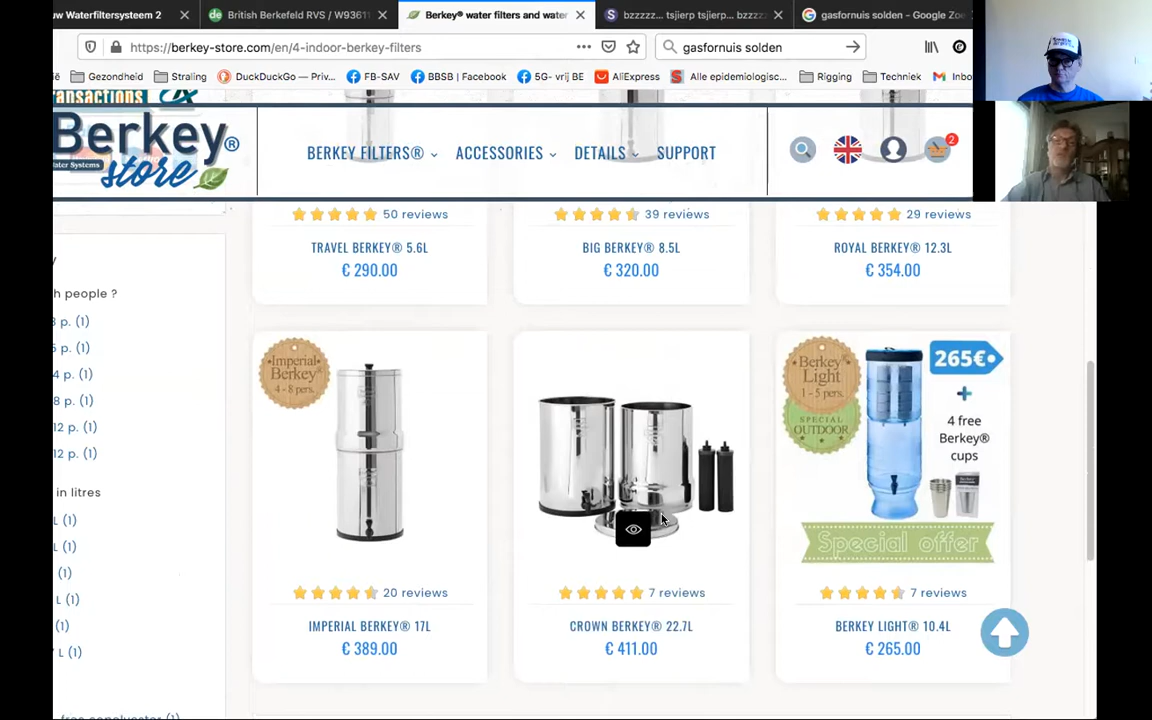 uw Waterfiltersysteem 2
British Berkefeld RVS / W9361
Berkey® water filters and water
bzzzzz... tsjierp tsjierp... bzzzz
gasfornuis solden - Google Zoe
https://berkey-store.com/en/4-indoor-berkey-filters
gasfornuis solden
Gezondheid
Straling
DuckDuckGo — Priv...
FB-SAV
BBSB | Facebook
5G- vrij BE
AliExpress
Alle epidemiologisc...
Rigging
Techniek
Inbo
transactions
Berkey®
Water Systems
store
BERKEY FILTERS®
ACCESSORIES
DETAILS
SUPPORT
2
50 reviews
39 reviews
29 reviews
TRAVEL BERKEY® 5.6L
BIG BERKEY® 8.5L
ROYAL BERKEY® 12.3L
€ 290.00
€ 320.00
€ 354.00
h people ?
p. (1)
p. (1)
4 p. (1)
8 p. (1)
12 p. (1)
12 p. (1)
in litres
L (1)
L (1)
(1)
L (1)
(1)
L (1)
Imperial
Berkey®
4 - 8 pers.
Berkey®
Light
1 - 5 pers.
SPECIAL
OUTDOOR
265€
+
4 free
Berkey®
cups
Special offer
20 reviews
7 reviews
7 reviews
IMPERIAL BERKEY® 17L
CROWN BERKEY® 22.7L
BERKEY LIGHT® 10.4L
€ 389.00
€ 411.00
€ 265.00